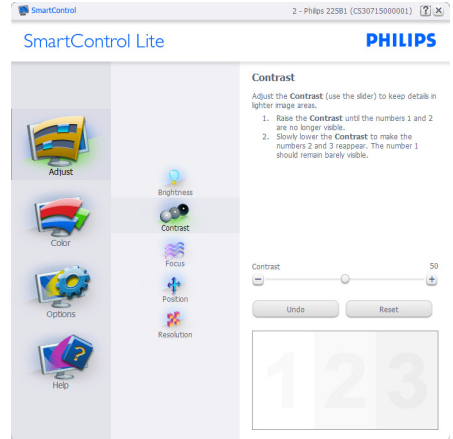 SmartControl
2 - Philips 225B1 (CS30715000001)
SmartControl Lite
PHILIPS
Adjust
Color
Options
Help
Brightness
Contrast
Focus
Position
Resolution
Contrast
Adjust the Contrast (use the slider) to keep details in
lighter image areas.
1. Raise the Contrast until the numbers 1 and 2
are no longer visible.
2. Slowly lower the Contrast to make the
numbers 2 and 3 reappear. The number 1
should remain barely visible.
Contrast 50
Undo Reset
1 2 3